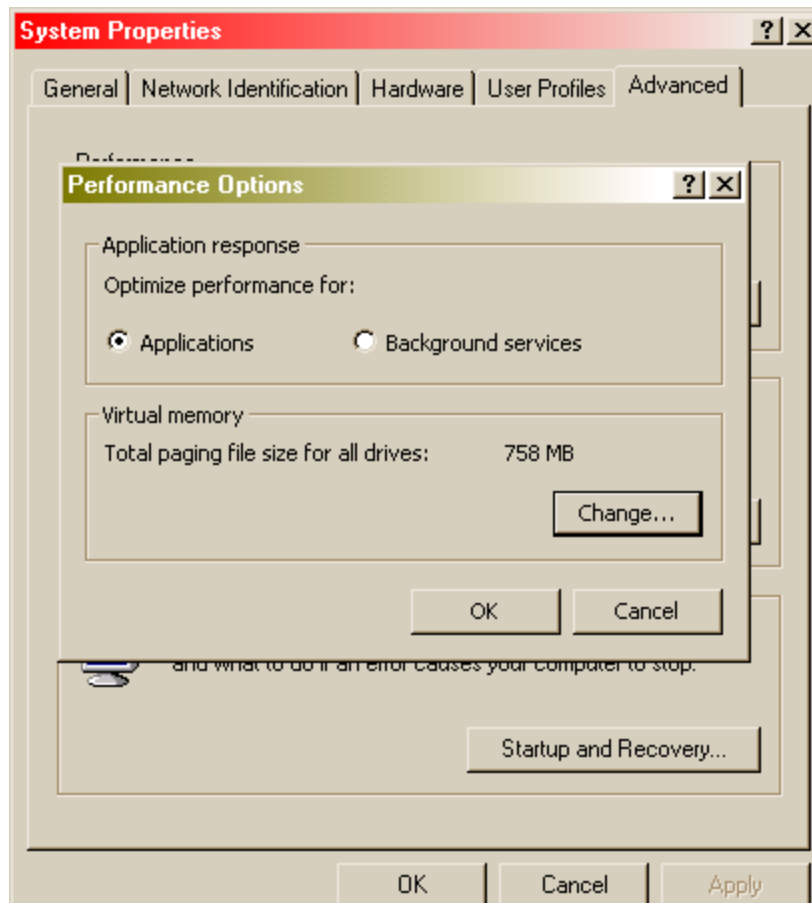 System Properties
General Network Identification Hardware User Profiles Advanced
Performance
Performance Options
Application response
Optimize performance for:
Applications Background services
Virtual memory
Total paging file size for all drives: 758 MB
Change...
OK Cancel
and what to do if an error causes your computer to stop.
Startup and Recovery...
OK Cancel Apply